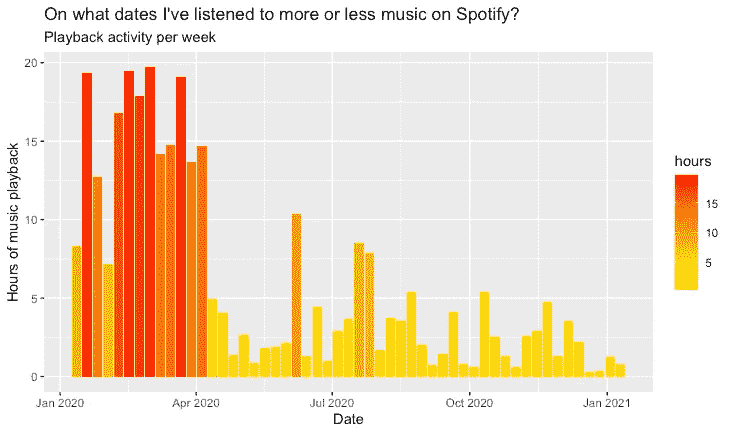 On what dates I've listened to more or less music on Spotify?
Playback activity per week
20
15
10
5
0
Hours of music playback
Jan 2020
Apr 2020
Jul 2020
Oct 2020
Jan 2021
Date
hours
15
10
5